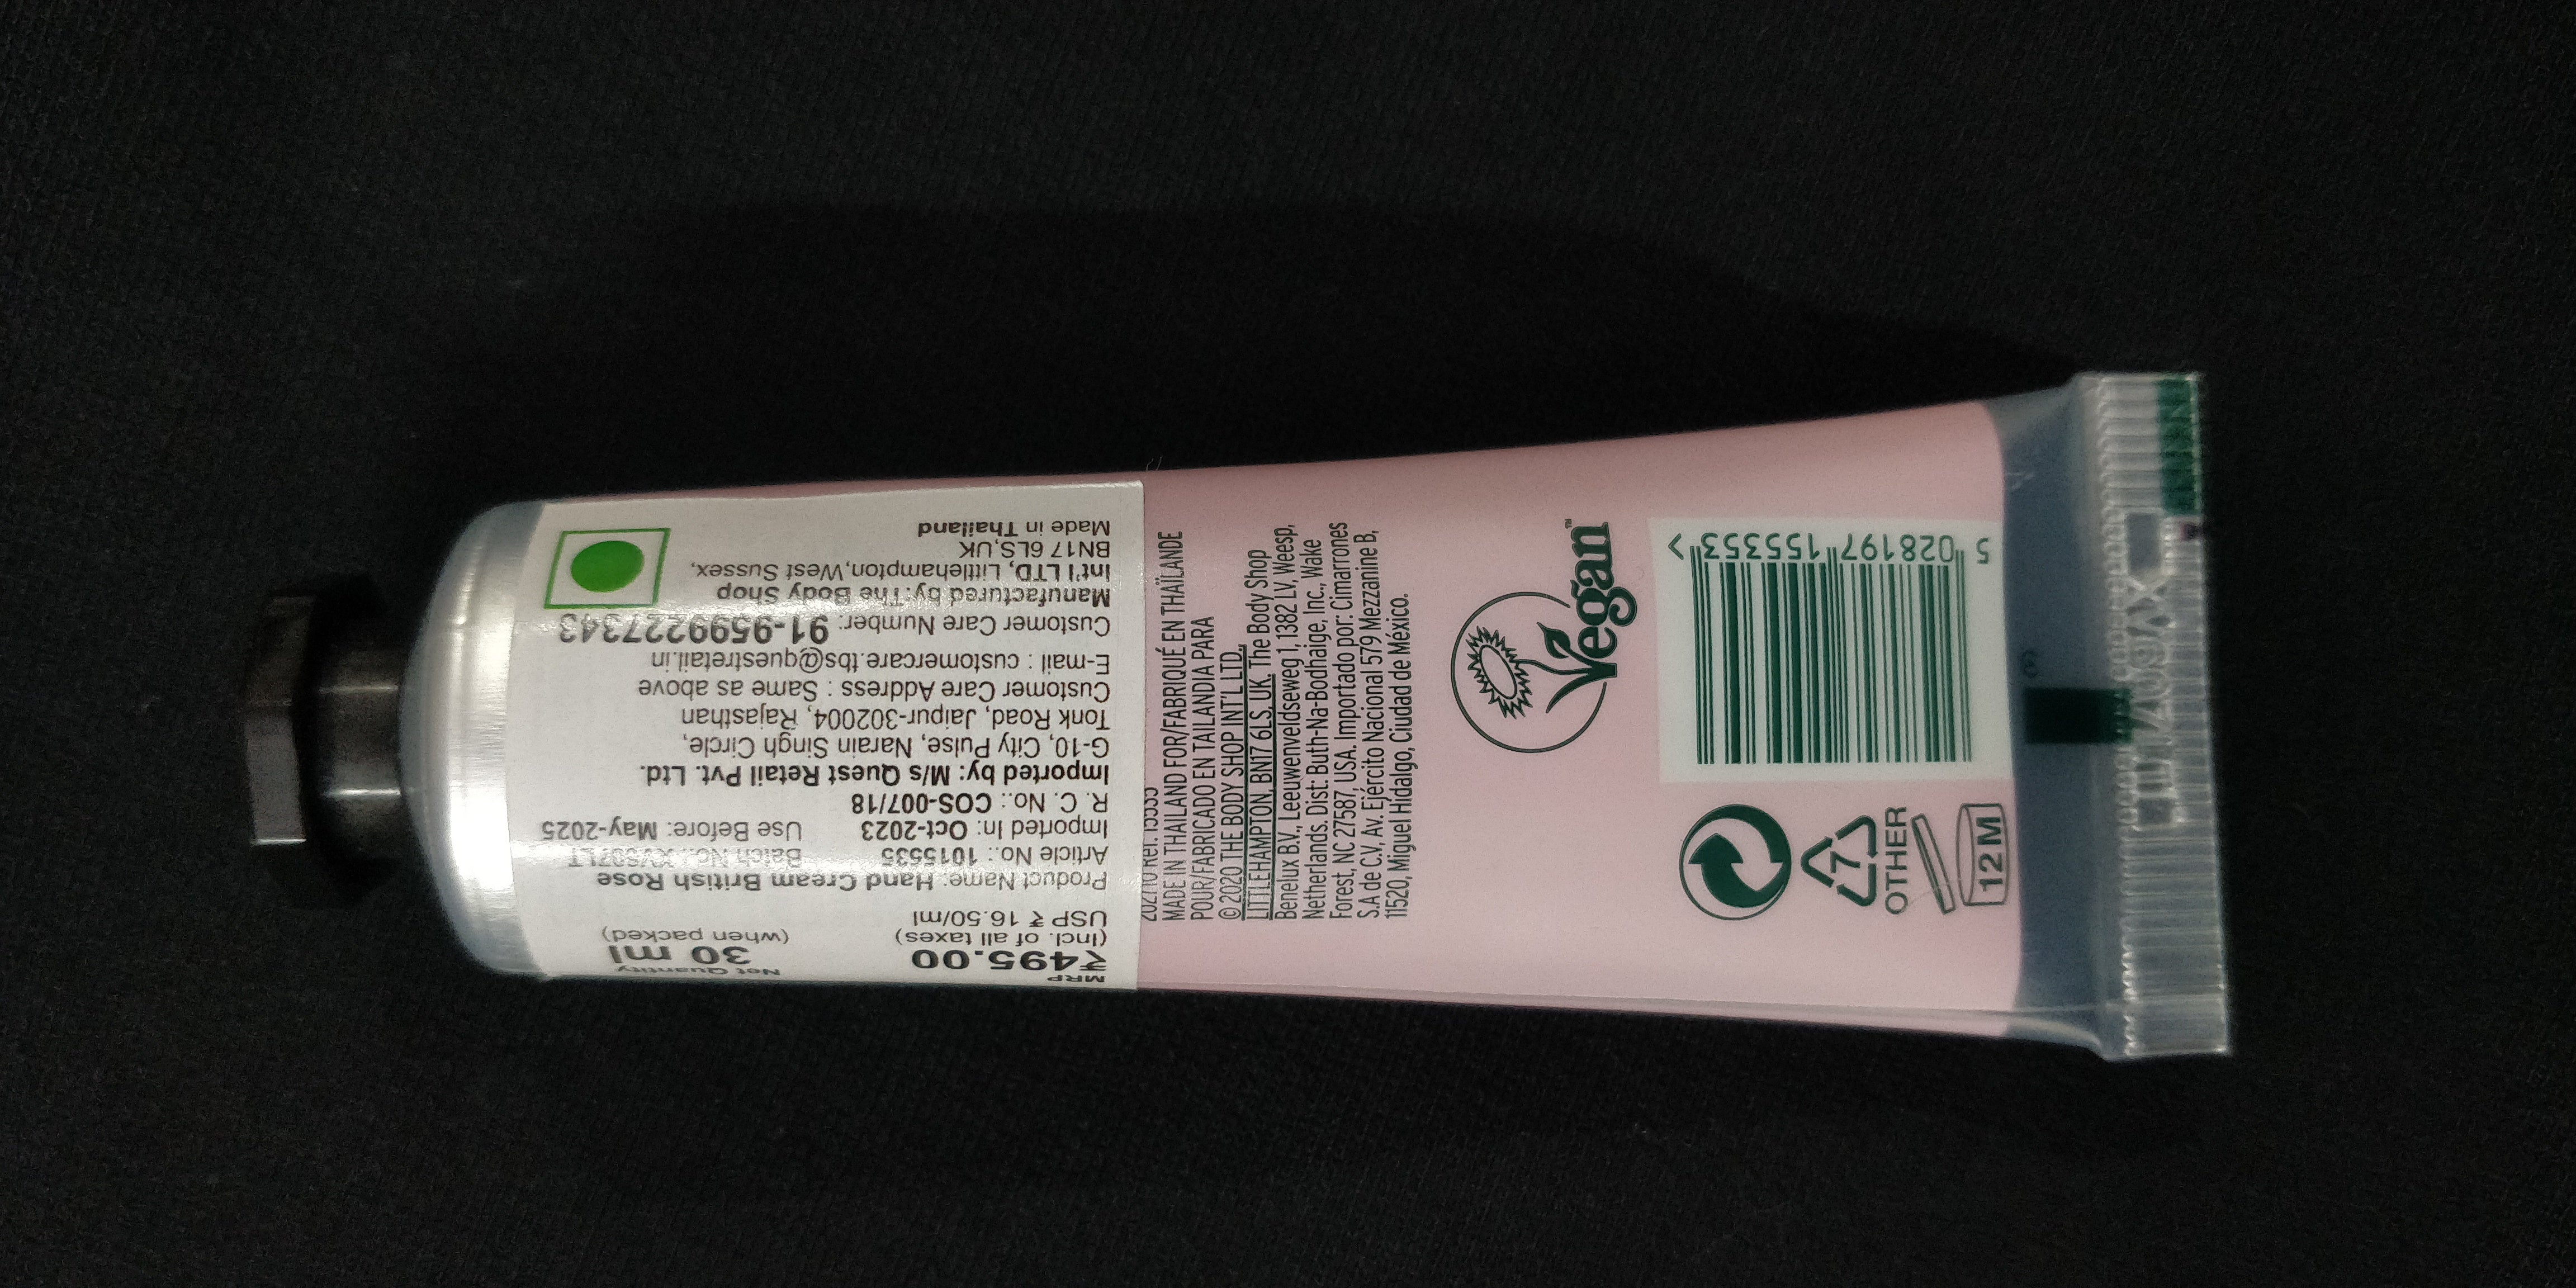 MRP
₹495.00
(Incl. of all taxes)
USP ₹ 16.50/ml
Net Quantity
30 ml
(when packed)
Product Name: Hand Cream British Rose
Article No.: 1015535 Batch No.:
Imported In: Oct-2023 Use Before: May-2025
R. C. No.: COS-007/18
Imported by: M/s Quest Retail Pvt. Ltd.
G-10, City Pulse, Narain Singh Circle,
Tonk Road, Jaipur-302004, Rajasthan
Customer Care Address : Same as above
E-mail : customercare.tbs@questretail.in
Customer Care Number: 91-9599227343
Manufactured by: The Body Shop
Int'l LTD, Littlehampton, West Sussex,
BN17 6LS,UK
Made in Thailand
MADE IN THAILAND FOR/FABRIQUÉ EN THAÏLANDE
POUR/FABRICADO EN TAILANDIA PARA
©2020 THE BODY SHOP INT'L LTD.,
LITTLEHAMPTON, BN17 6LS, UK. The Body Shop
Benelux B.V., Leeuwenveldseweg 1, 1382 LV, Weesp,
Netherlands. Dist: Buth-Na-Bodhaige, Inc., Wake
Forest, NC 27587, USA. Importado por: Cimarrones
S.A de C.V, Av. Ejército Nacional 579 Mezzanine B,
11520, Miguel Hidalgo, Ciudad de México.
Vegan™
5 028197 155353 >
7
OTHER
12 M